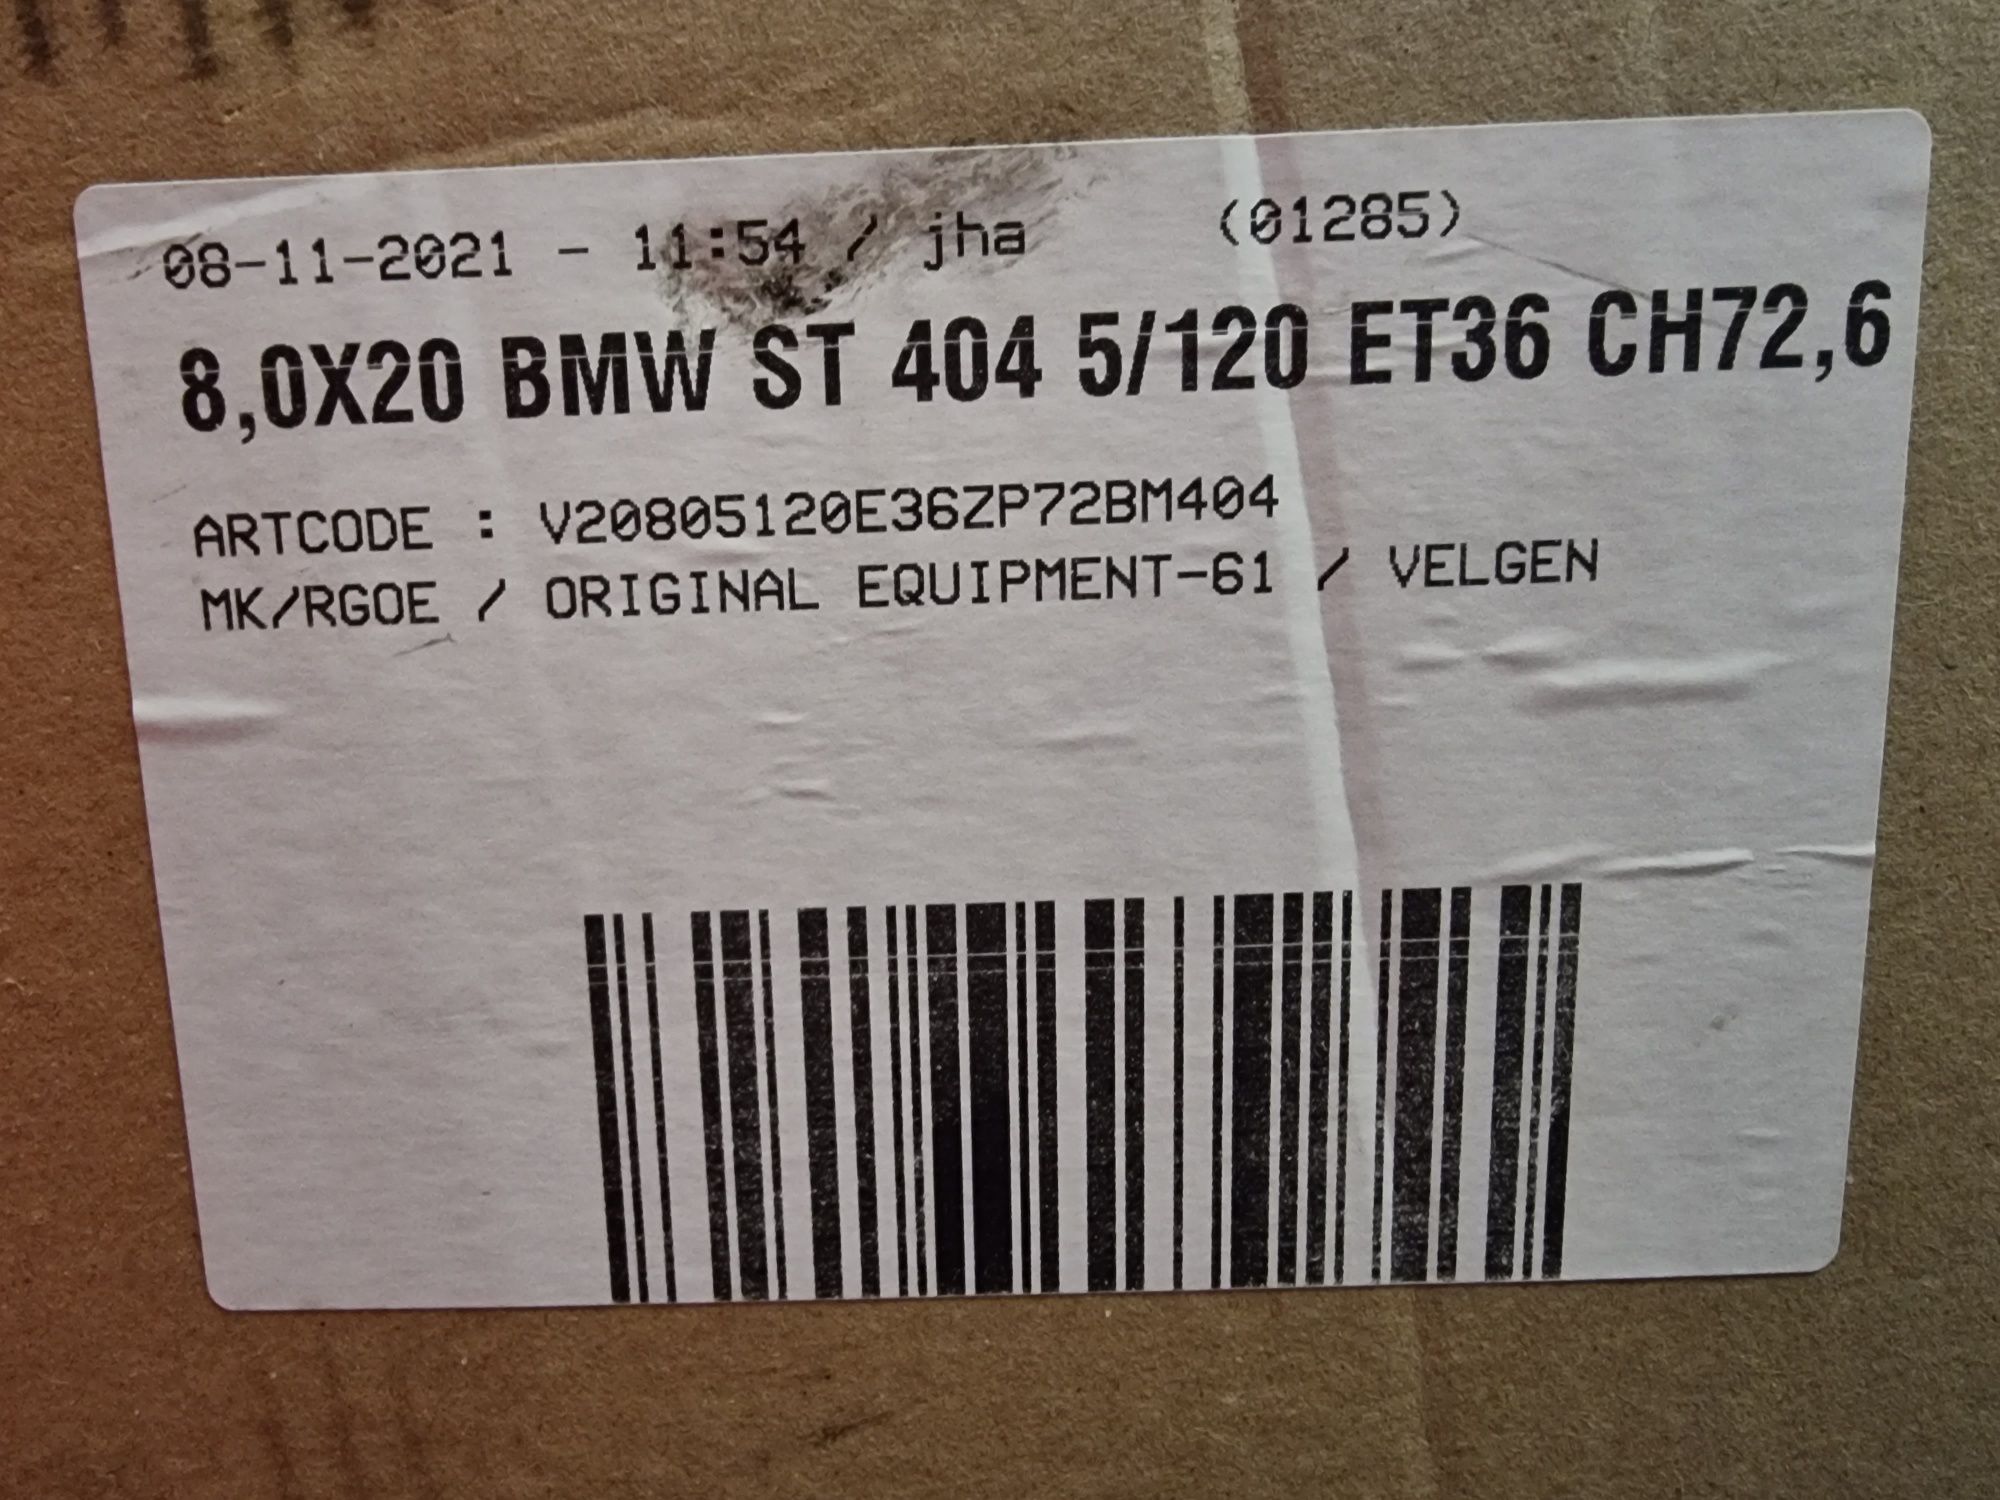 08-11-2021 - 11:54 / jha (01285)
8,0X20 BMW ST 404 5/120 ET36 CH72,6
ARTCODE : V20805120E36ZP72BM404
MK/RGOE / ORIGINAL EQUIPMENT-61 / VELGEN